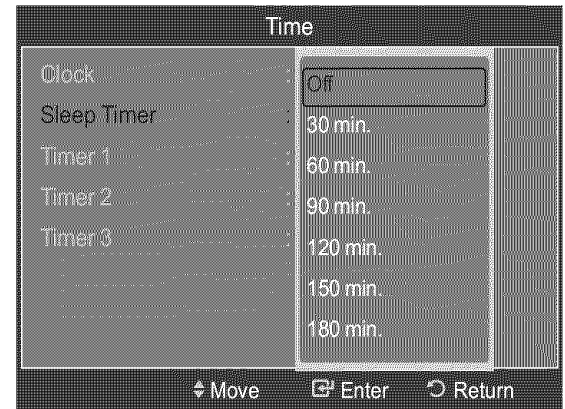 Time
Clock :
Sleep Timer :
Timer 1 :
Timer 2 :
Timer 3 :
Off
30 min.
60 min.
90 min.
120 min.
150 min.
180 min.
Move Enter Return